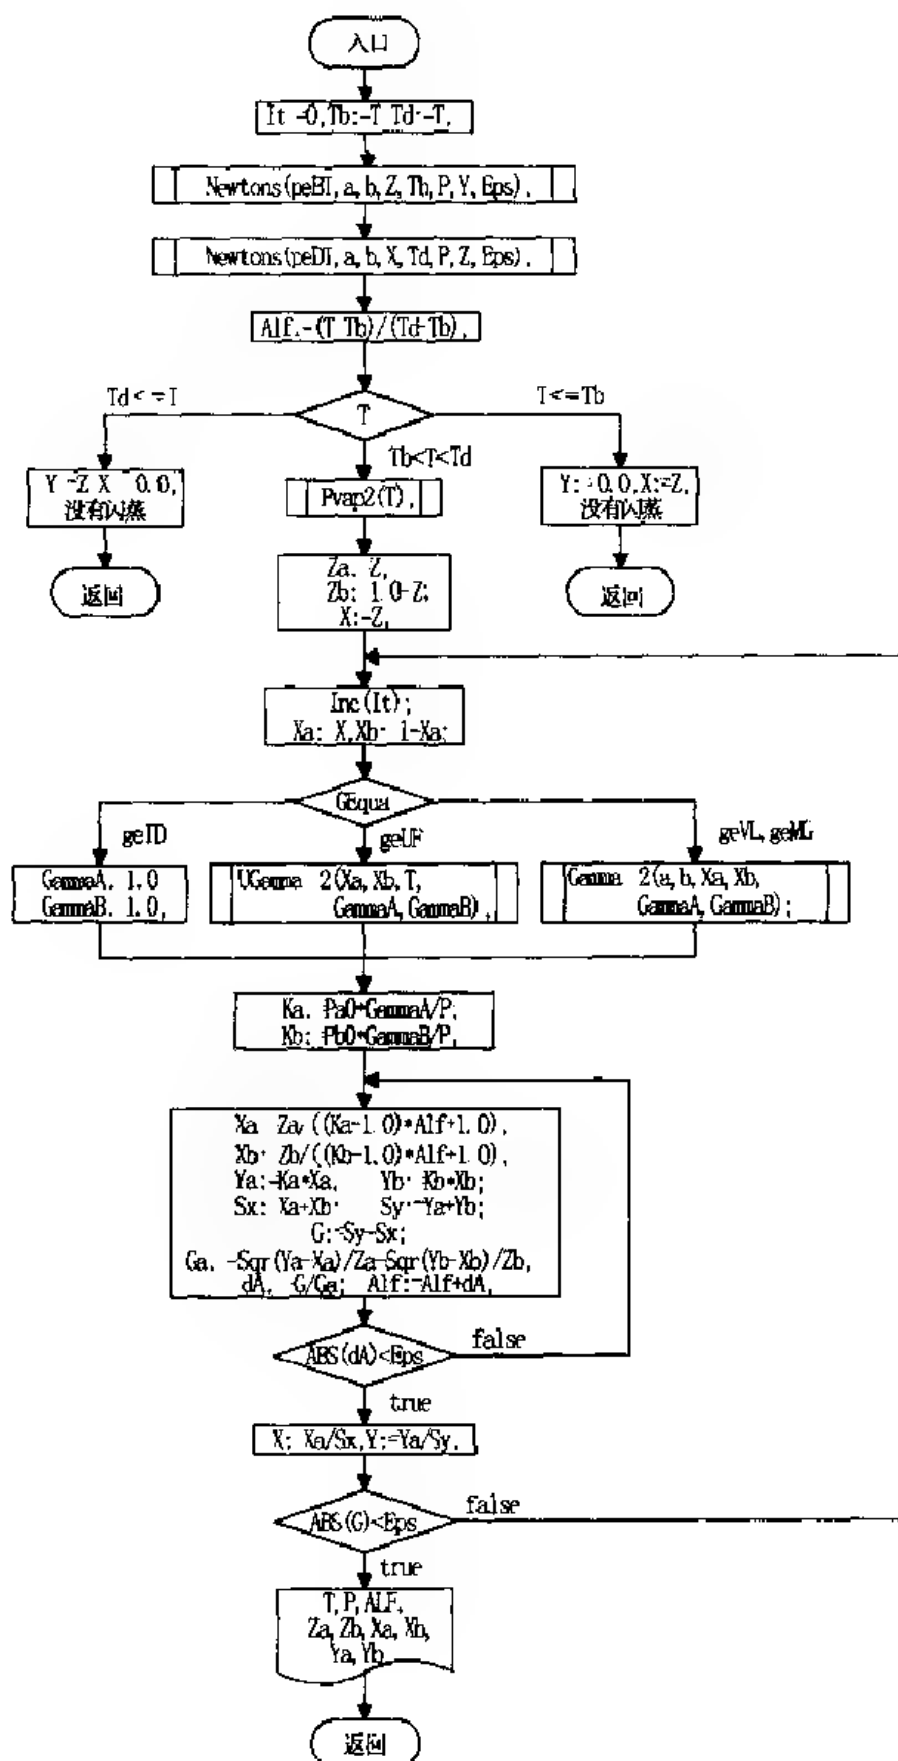 入口
It -0,Tb:-T Td:-T,
Newtons(peBT, a, b, Z, Tb, P, Y, Eps),
Newtons(peDT, a, b, X, Td, P, Z, Eps),
Alf.-(T Tb)/(Td-Tb),
Td<=T
T
T<=Tb
Tb<T<Td
Y -Z X 0.0,
没有闪蒸
Pvap2(T),
Y: 0.0,X:=Z,
没有闪蒸
返回
Za. Z,
Zb: 1.0-Z;
X:-Z,
返回
Inc(It);
Xa: X,Xb: 1-Xa;
GEqua
geID
geUF
geVL, geMG
GammaA. 1.0
GammaB. 1.0,
UGamma 2(Xa, Xb, T,
GammaA, GammaB),
Gamma 2(a, b, Xa, Xb,
GammaA, GammaB);
Ka. Pa0*GammaA/P;
Kb: Pb0*GammaB/P,
Xa Za/((Ka-1.0)*Alf+1.0),
Xb: Zb/((Kb-1.0)*Alf+1.0),
Ya:-Ka*Xa, Yb: Kb*Xb;
Sx: Xa+Xb: Sy:-Ya+Yb;
G:=Sy-Sx;
Ga. -Sqr(Ya-Xa)/Za-Sqr(Yb-Xb)/Zb,
dA, -G/Ga; Alf:-Alf+dA,
ABS(dA)<Eps
false
true
X: Xa/Sx,Y:=Ya/Sy,
ABS(G)<Eps
false
true
T, P, ALF,
Za, Zb, Xa, Xb,
Ya, Yb
返回